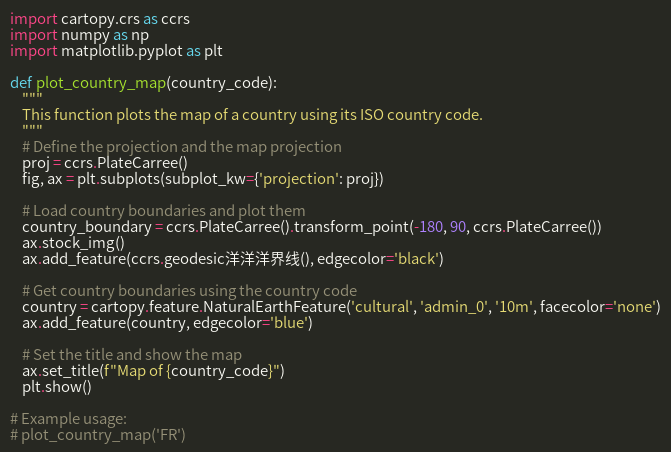 import cartopy.crs as ccrs
import numpy as np
import matplotlib.pyplot as plt
def plot_country_map(country_code):
"""
This function plots the map of a country using its ISO country code.
"""
# Define the projection and the map projection
proj = ccrs.PlateCarree()
fig, ax = plt.subplots(subplot_kw={'projection': proj})
# Load country boundaries and plot them
country_boundary = ccrs.PlateCarree().transform_point(-180, 90, ccrs.PlateCarree())
ax.stock_img()
ax.add_feature(ccrs.geodesic洋洋洋界线(), edgecolor='black')
# Get country boundaries using the country code
country = cartopy.feature.NaturalEarthFeature('cultural', 'admin_0', '10m', facecolor='none')
ax.add_feature(country, edgecolor='blue')
# Set the title and show the map
ax.set_title(f"Map of {country_code}")
plt.show()
# Example usage:
# plot_country_map('FR')